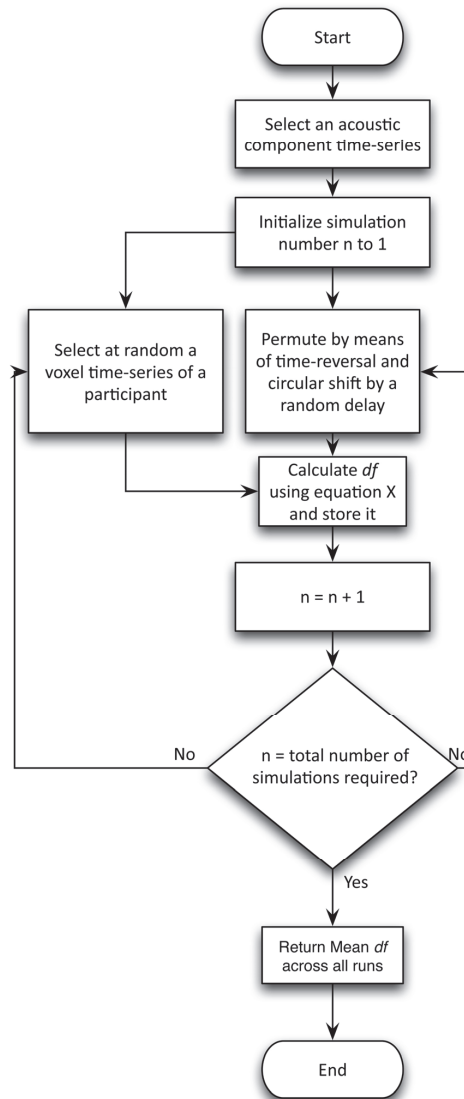 Start
Select an acoustic
component time-series
Initialize simulation
number n to 1
Select at random a
voxel time-series of a
participant
Permute by means
of time-reversal and
circular shift by a
random delay
Calculate df
using equation X
and store it
n = n + 1
n = total number of
simulations required?
No
No
Yes
Return Mean df
across all runs
End